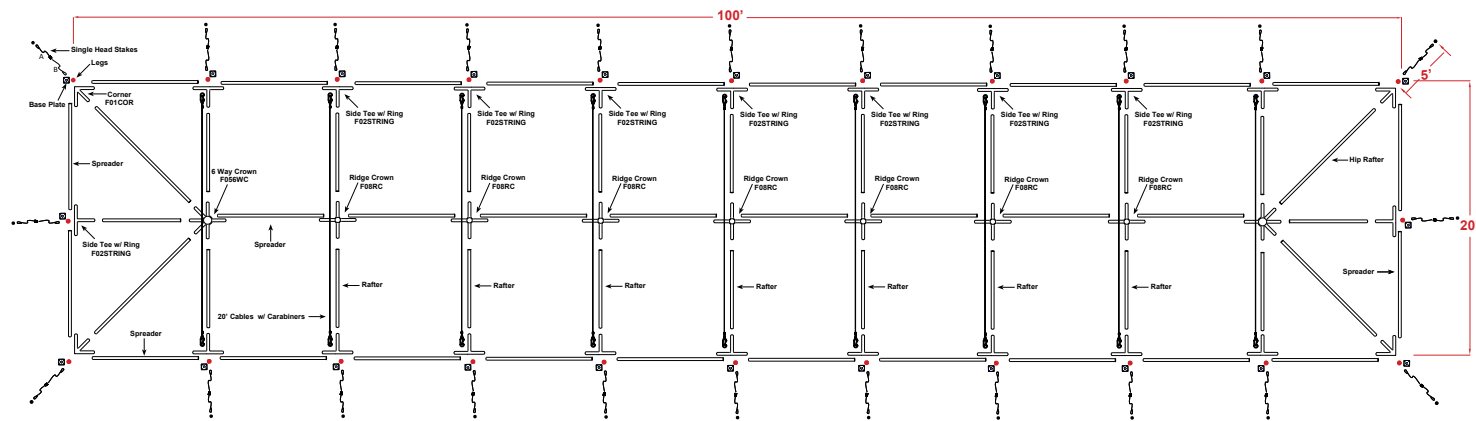 100'
Single Head Stakes
A
B
Legs
Base Plate
Corner
F01COR
5'
Side Tee w/ Ring
F02STRING
Side Tee w/ Ring
F02STRING
Side Tee w/ Ring
F02STRING
Side Tee w/ Ring
F02STRING
Side Tee w/ Ring
F02STRING
Side Tee w/ Ring
F02STRING
Side Tee w/ Ring
F02STRING
Spreader
Hip Rafter
6 Way Crown
F056WC
Ridge Crown
F08RC
Ridge Crown
F08RC
Ridge Crown
F08RC
Ridge Crown
F08RC
Ridge Crown
F08RC
Ridge Crown
F08RC
Ridge Crown
F08RC
20
Side Tee w/ Ring
F02STRING
Spreader
Spreader
Rafter
Rafter
Rafter
Rafter
Rafter
Rafter
Rafter
20' Cables w/ Carabiners
Spreader